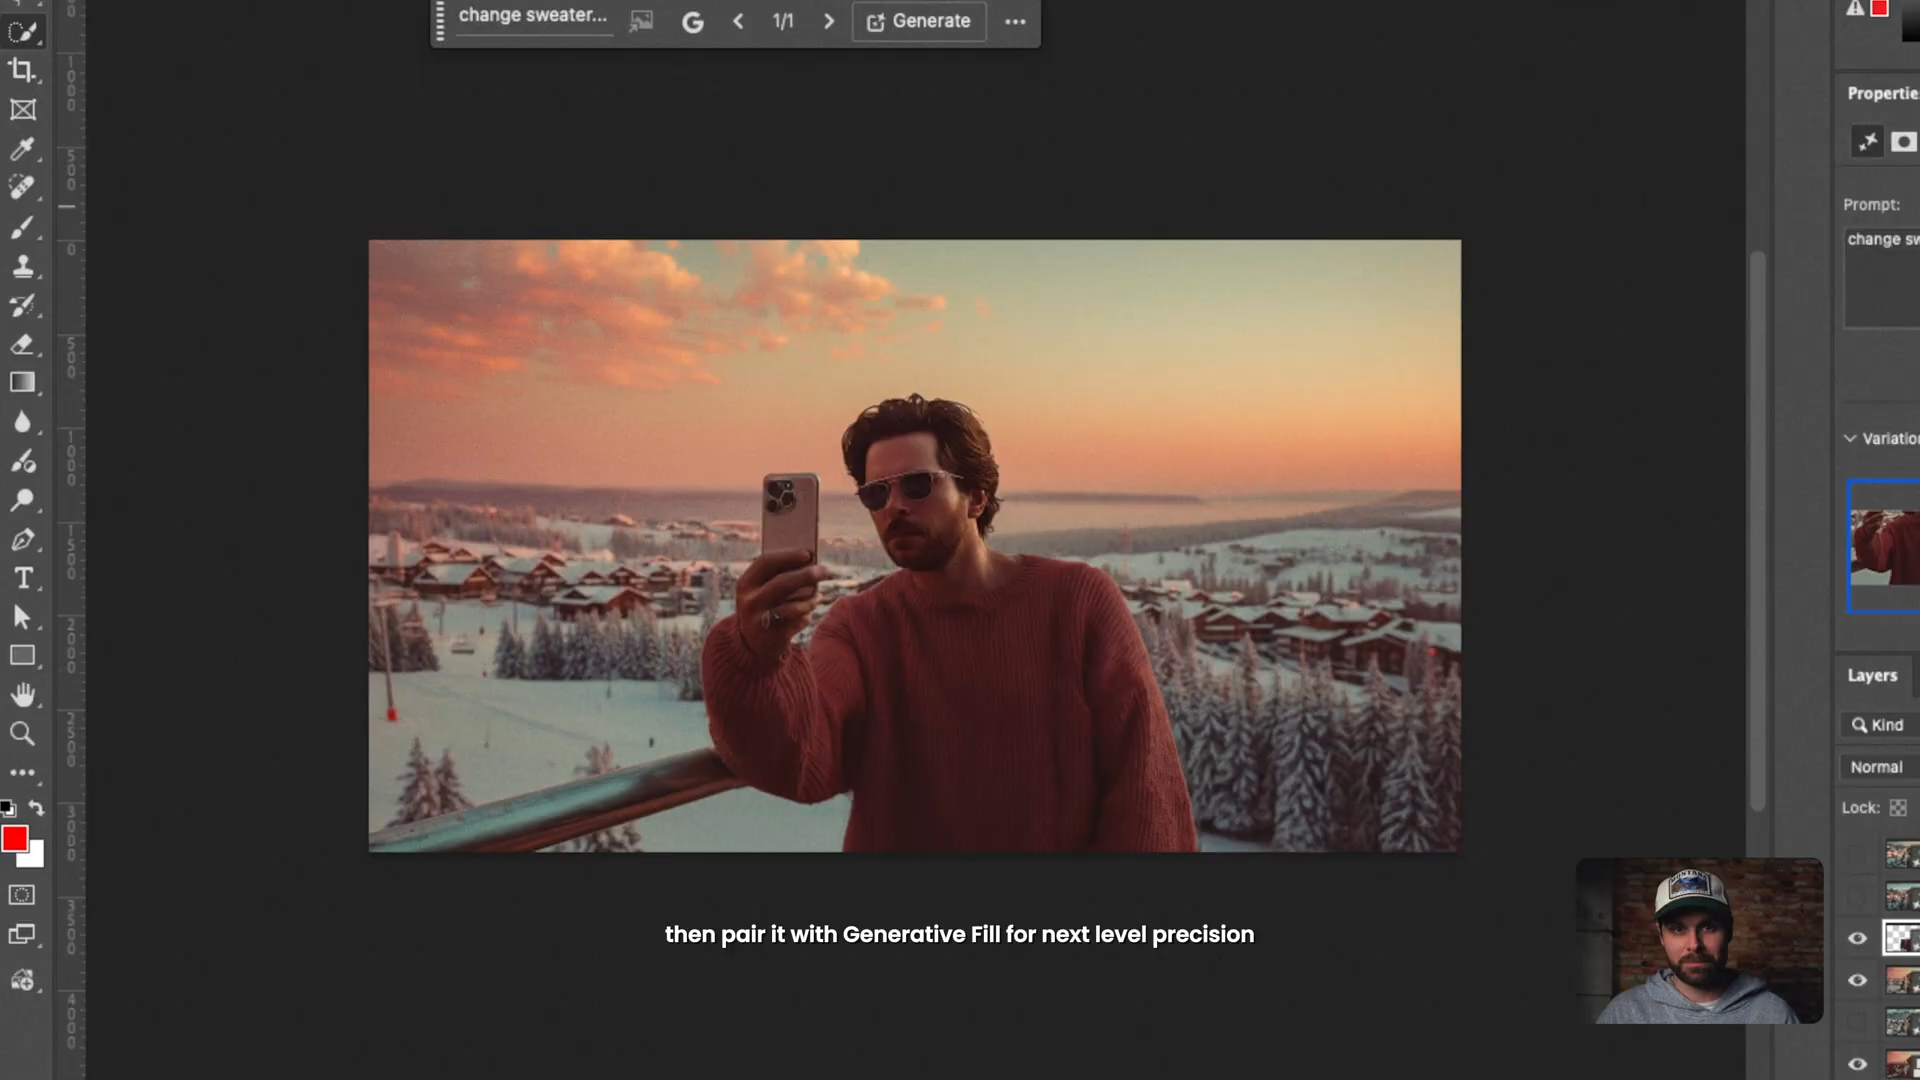 change sweater...
G
1/1
Generate
Propertie
Prompt:
change sw
Variatio
Layers
Kind
Normal
Lock:
T
MONTANA
then pair it with Generative Fill for next level precision